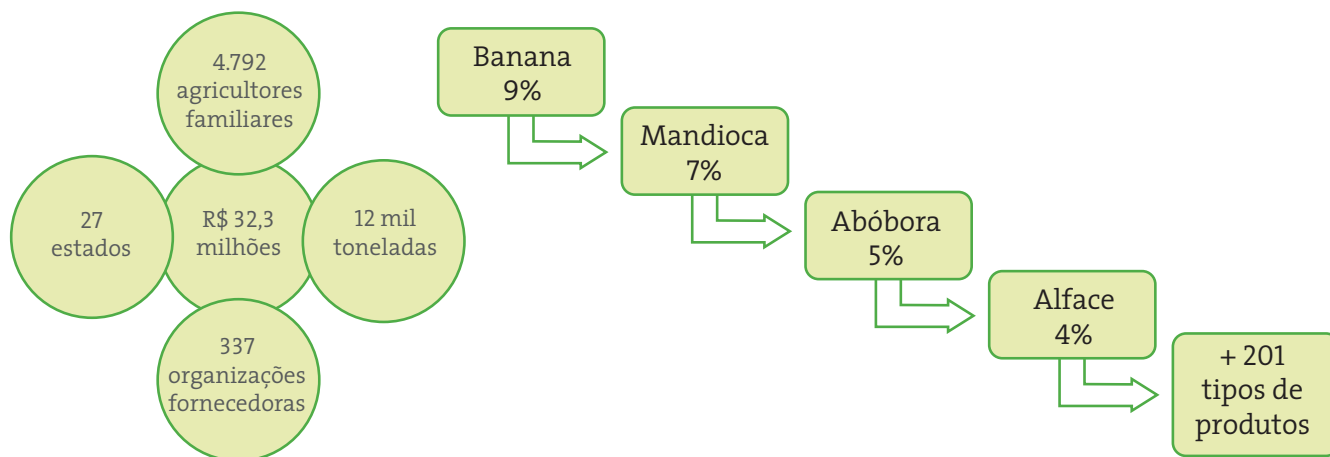 4.792
agricultores
familiares
27
estados
R$ 32,3
milhões
12 mil
toneladas
337
organizações
fornecedoras
Banana
9%
Mandioca
7%
Abóbora
5%
Alface
4%
+ 201
tipos de
produtos